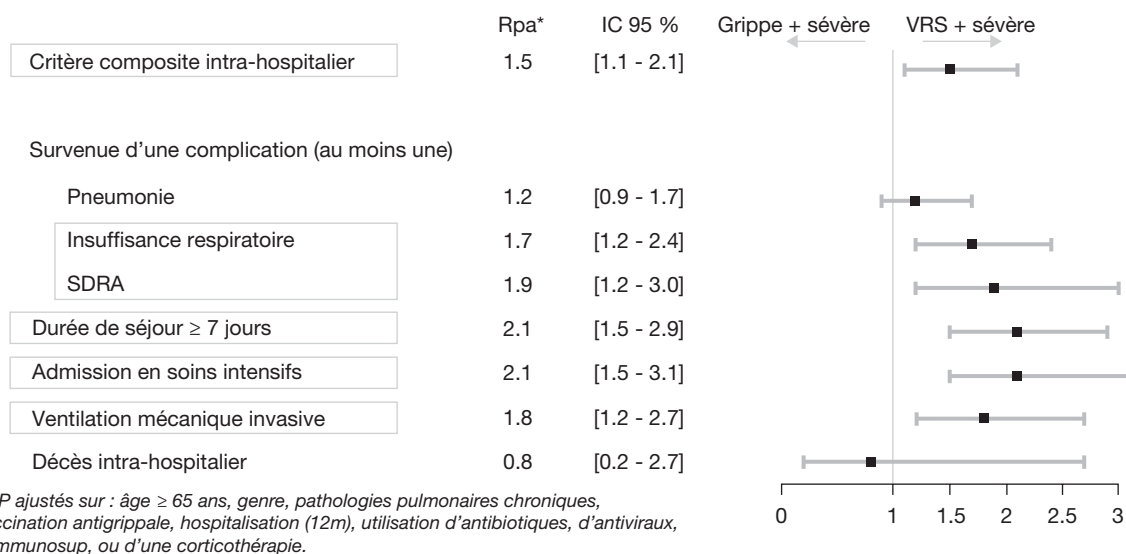 Rpa* IC 95 % Grippe + sévère VRS + sévère
Critère composite intra-hospitalier 1.5 [1.1 - 2.1]
Survenue d’une complication (au moins une)
Pneumonie 1.2 [0.9 - 1.7]
Insuffisance respiratoire 1.7 [1.2 - 2.4]
SDRA 1.9 [1.2 - 3.0]
Durée de séjour ≥ 7 jours 2.1 [1.5 - 2.9]
Admission en soins intensifs 2.1 [1.5 - 3.1]
Ventilation mécanique invasive 1.8 [1.2 - 2.7]
Décès intra-hospitalier 0.8 [0.2 - 2.7]
P ajustés sur : âge ≥ 65 ans, genre, pathologies pulmonaires chroniques,
ccination antigrippale, hospitalisation (12m), utilisation d’antibiotiques, d’antiviraux,
mmunosup, ou d’une corticothérapie.
0 1 1.5 2 2.5 3